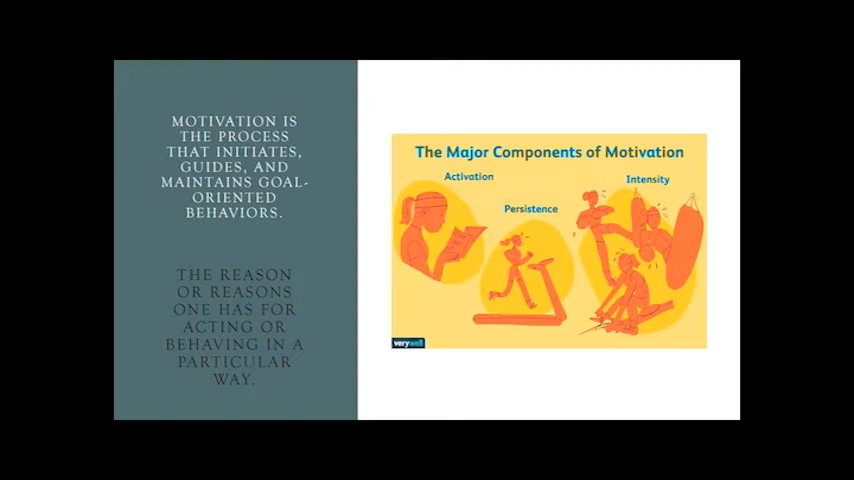 MOTIVATION IS
THE PROCESS
THAT INITIATES,
GUIDES, AND
MAINTAINS GOAL-
ORIENTED
BEHAVIORS.
THE REASON
OR REASONS
ONE HAS FOR
ACTING OR
BEHAVING IN A
PARTICULAR
WAY.
The Major Components of Motivation
Activation
Persistence
Intensity
verywell